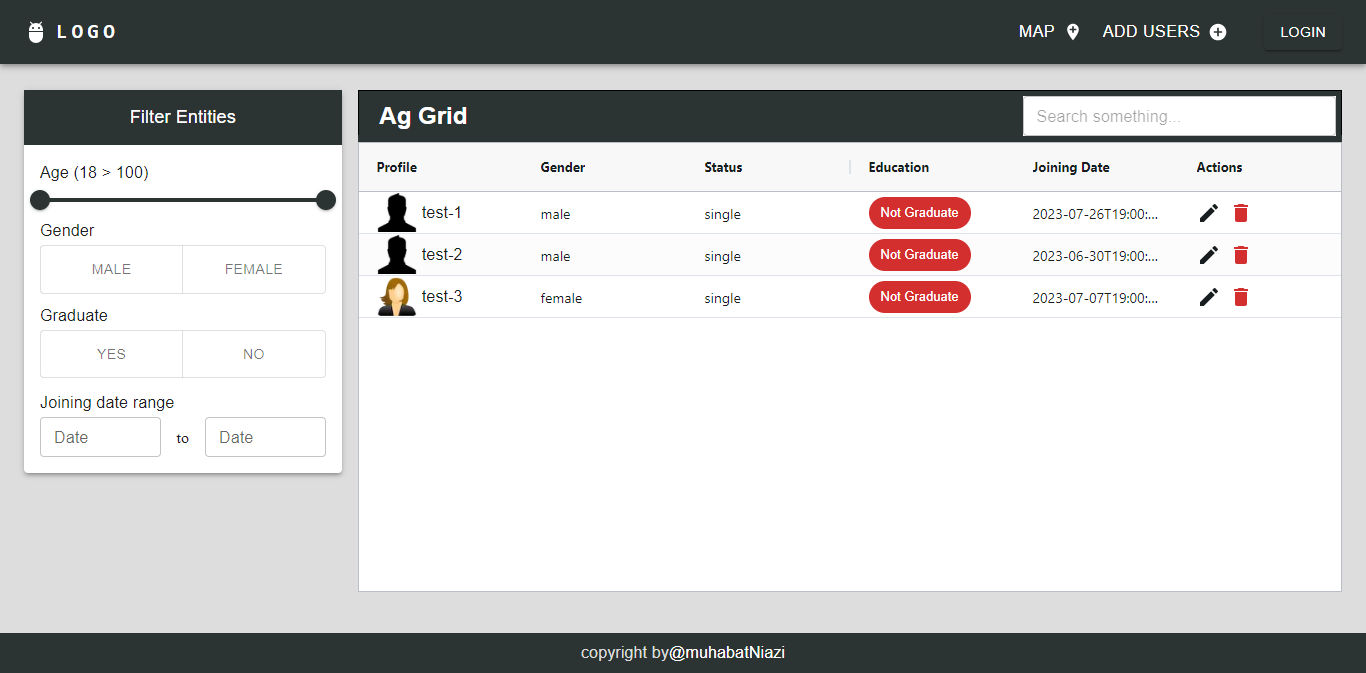 LOGO MAP ADD USERS LOGIN
Filter Entities
Age (18 > 100)
Gender
MALE FEMALE
Graduate
YES NO
Joining date range
Date to Date
Ag Grid Search something...
Profile Gender Status Education Joining Date Actions
test-1 male single Not Graduate 2023-07-26T19:00:...
test-2 male single Not Graduate 2023-06-30T19:00:...
test-3 female single Not Graduate 2023-07-07T19:00:...
copyright by@muhabatNiazi